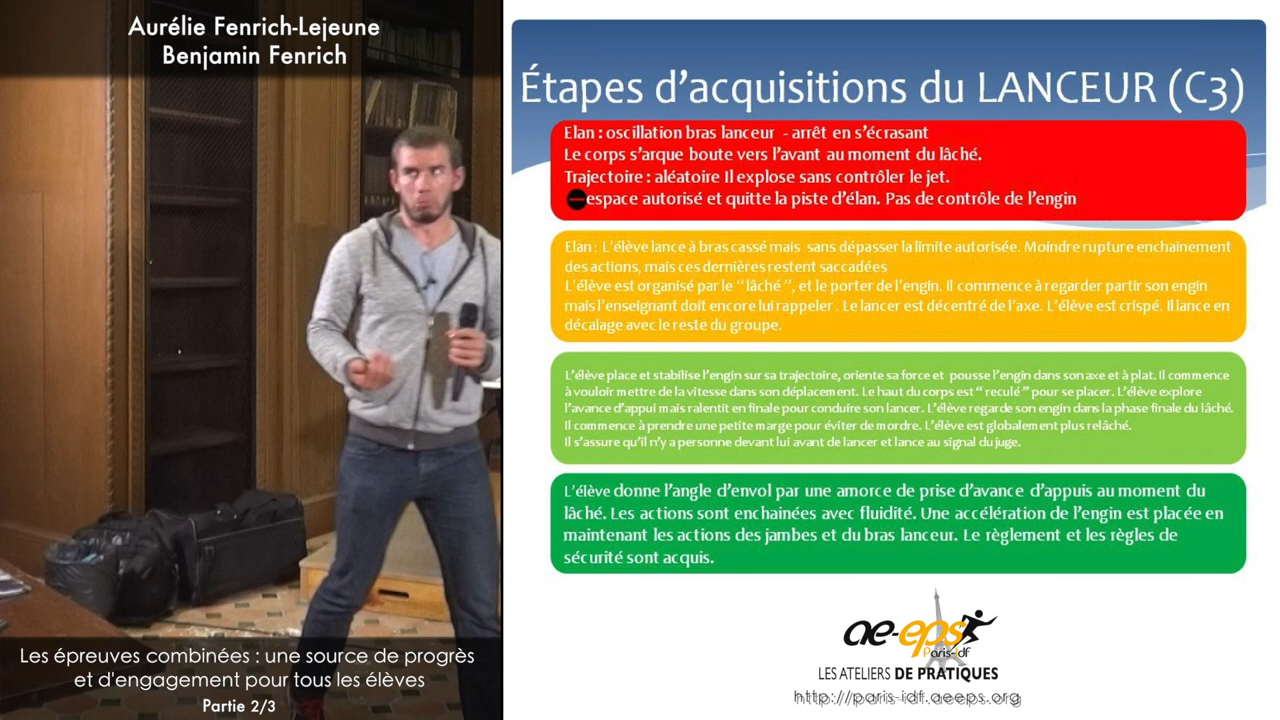 Aurélie Fenrich-Lejeune
Benjamin Fenrich
Les épreuves combinées : une source de progrès
et d'engagement pour tous les élèves
Partie 2/3
Étapes d'acquisitions du LANCEUR (C3)
Elan : oscillation bras lanceur - arrêt en s'écrasant
Le corps s'arque boute vers l'avant au moment du lâché.
Trajectoire : aléatoire Il explose sans contrôler le jet.
espace autorisé et quitte la piste d'élan. Pas de contrôle de l'engin
Elan : L'élève lance à bras cassé mais sans dépasser la limite autorisée. Moindre rupture enchaînement
des actions, mais ces dernières restent saccadées
L'élève est organisé par le "lâché", et le porter de l'engin. Il commence à regarder partir son engin
mais l'enseignant doit encore lui rappeler . Le lancer est décentré de l'axe. L'élève est crispé. Il lance en
décalage avec le reste du groupe.
L'élève place et stabilise l'engin sur sa trajectoire, oriente sa force et pousse l'engin dans son axe et à plat. Il commence
à vouloir mettre de la vitesse dans son déplacement. Le haut du corps est " reculé " pour se placer. L'élève explore
l'avance d'appui mais ralentit en finale pour conduire son lancer. L'élève regarde son engin dans la phase finale du lâché.
Il commence à prendre une petite marge pour éviter de mordre. L'élève est globalement plus relâché.
Il s'assure qu'il n'y a personne devant lui avant de lancer et lance au signal du juge.
L'élève donne l'angle d'envol par une amorce de prise d'avance d'appuis au moment du
lâché. Les actions sont enchainées avec fluidité. Une accélération de l'engin est placée en
maintenant les actions des jambes et du bras lanceur. Le règlement et les règles de
sécurité sont acquis.
ae-eps
Paris-idf
LES ATELIERS DE PRATIQUES
http://paris-idf.aeeps.org